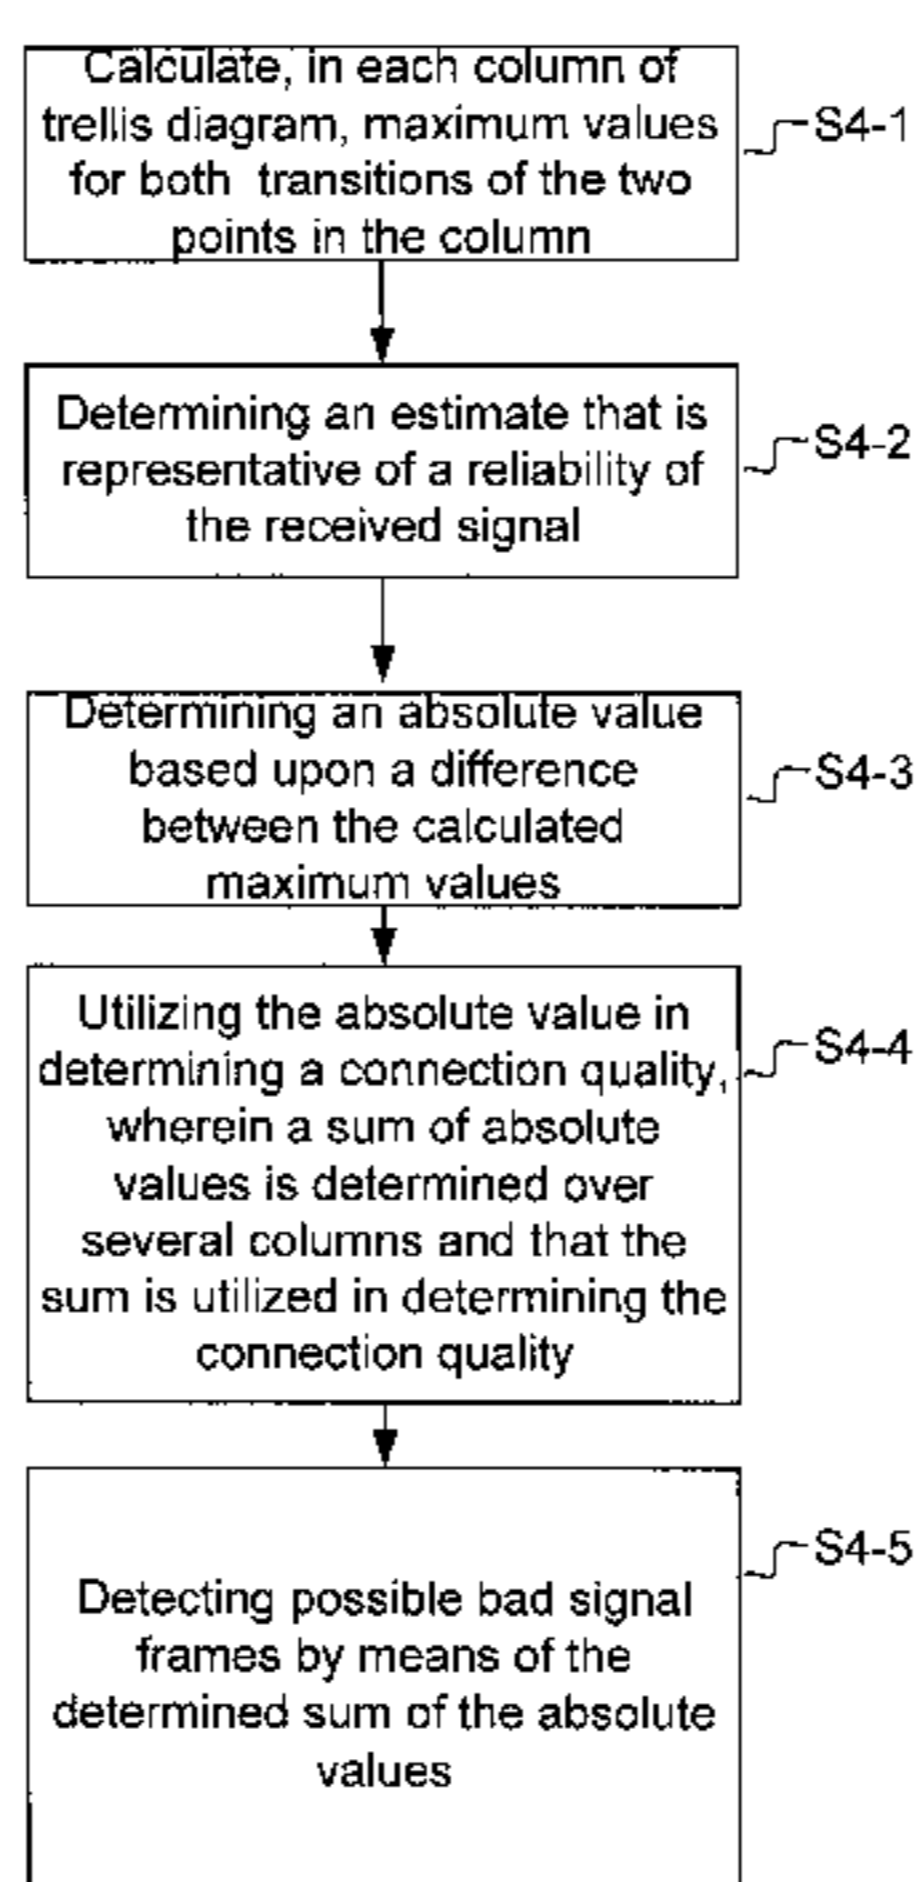 Calculate, in each column of
trellis diagram, maximum values
for both transitions of the two
points in the column
S4-1
Determining an estimate that is
representative of a reliability of
the received signal
S4-2
Determining an absolute value
based upon a difference
between the calculated
maximum values
S4-3
Utilizing the absolute value in
determining a connection quality,
wherein a sum of absolute
values is determined over
several columns and that the
sum is utilized in determining the
connection quality
S4-4
Detecting possible bad signal
frames by means of the
determined sum of the absolute
values
S4-5